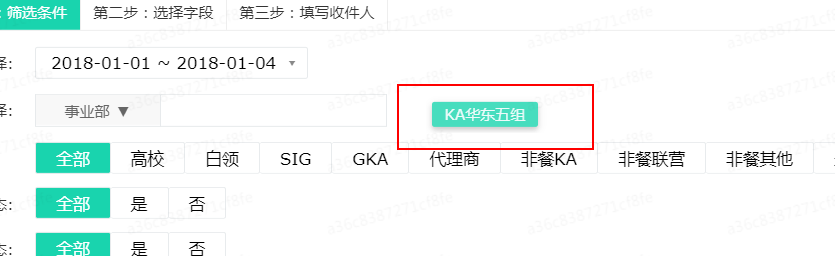 ：筛选条件 第二步：选择字段 第三步：填写收件人
择： 2018-01-01 ~ 2018-01-04 ▼
择： 事业部 ▼ KA华东五组
全部 高校 白领 SIG GKA 代理商 非餐KA 非餐联营 非餐其他
态： 全部 是 否
态： 全部 是 否